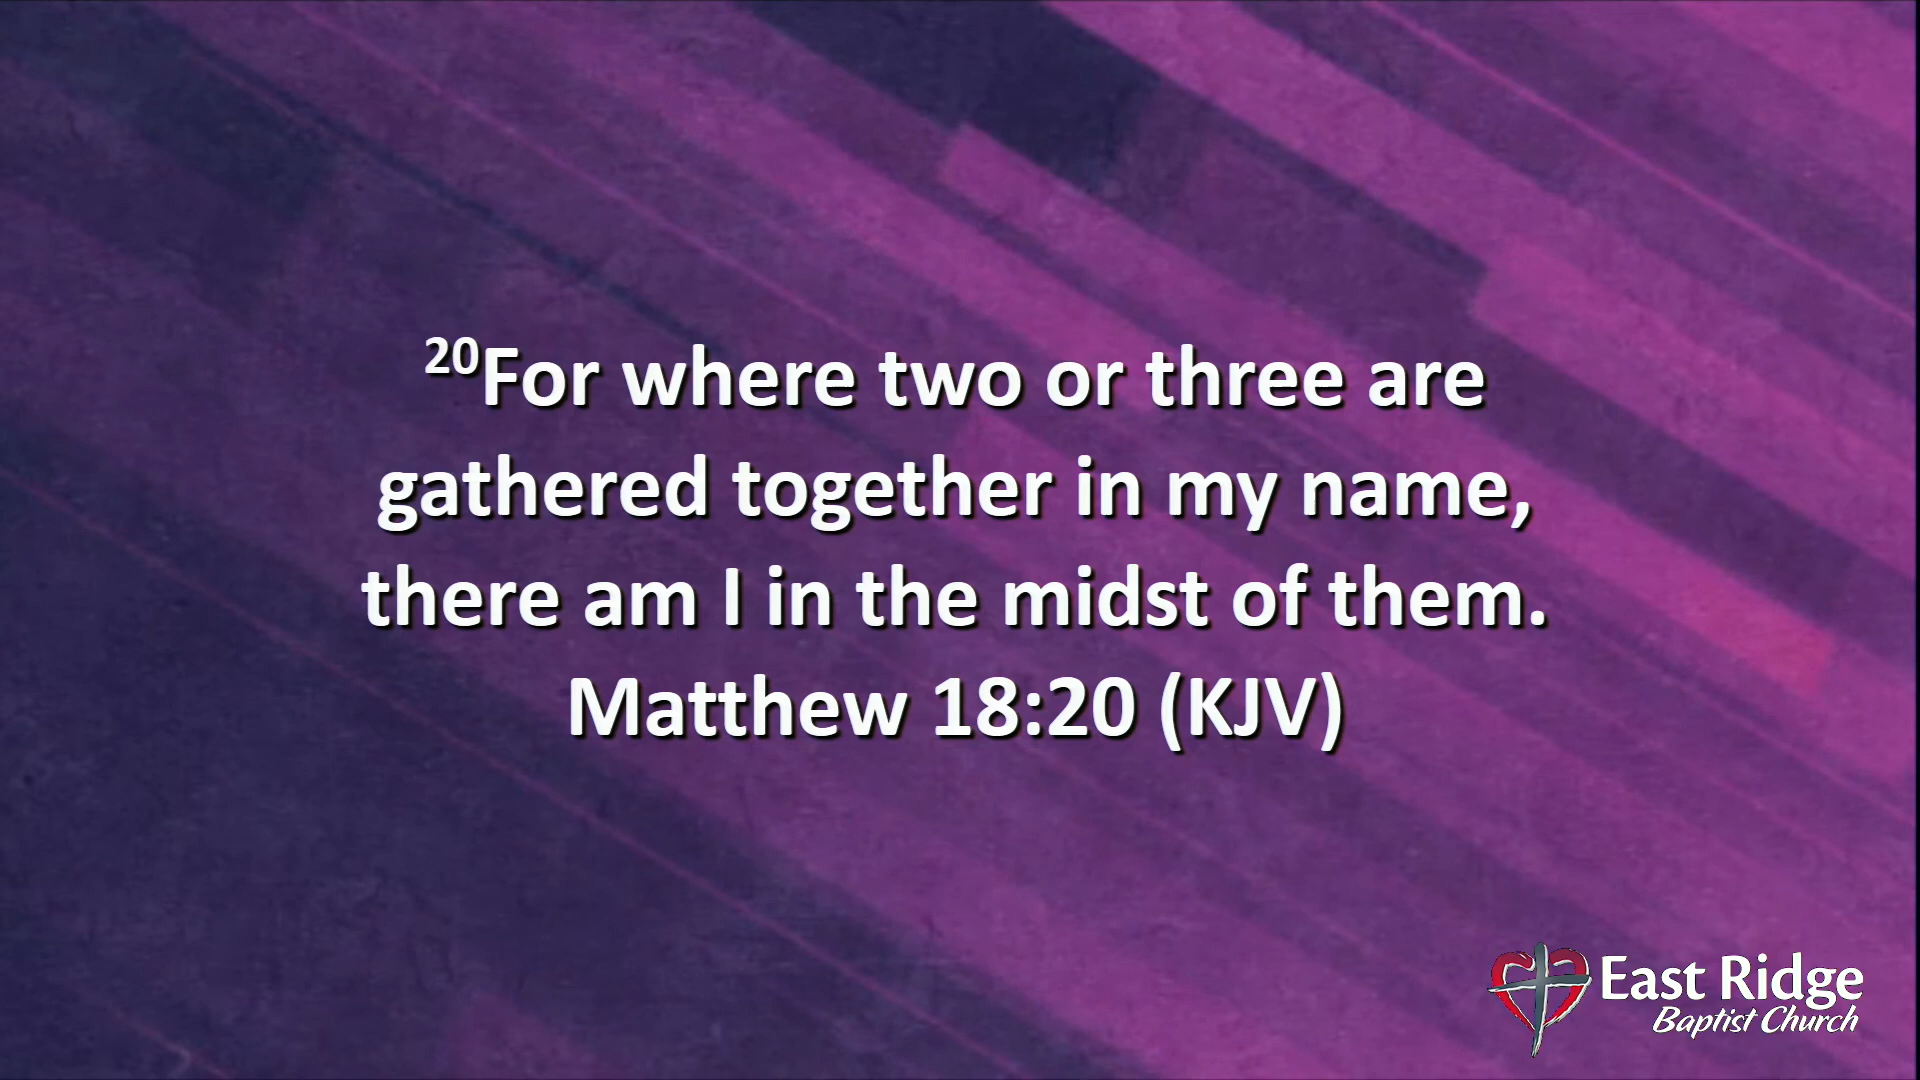 20For where two or three are
gathered together in my name,
there am I in the midst of them.
Matthew 18:20 (KJV)
East Ridge
Baptist Church